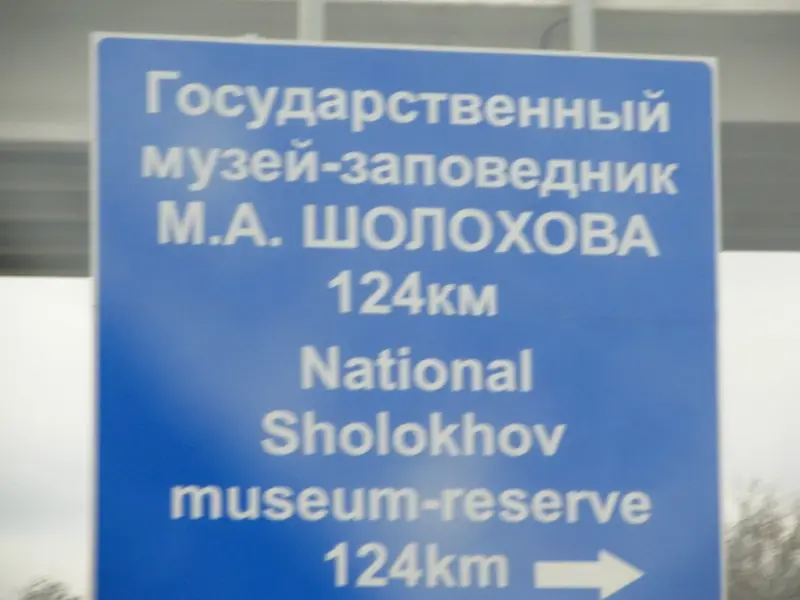 Государственный
музей-заповедник
М.А. ШОЛОХОВА
124км
National
Sholokhov
museum-reserve
124km